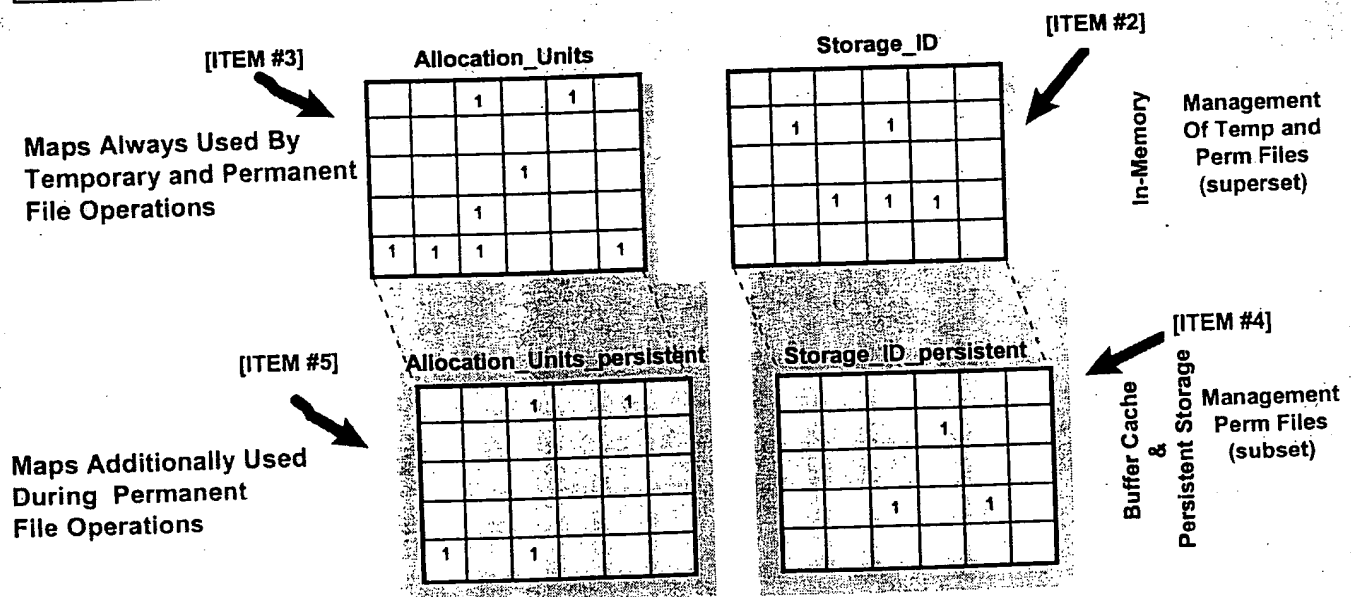 [ITEM #3]
Allocation_Units
1 1
1
1
1 1 1 1
Maps Always Used By
Temporary and Permanent
File Operations
Storage_ID
[ITEM #2]
1 1
1 1 1
In-Memory
Management
Of Temp and
Perm Files
(superset)
[ITEM #5]
Allocation_Units_persistent
1 1
1 1
Maps Additionally Used
During Permanent
File Operations
Storage_ID_persistent
[ITEM #4]
1
1 1
Buffer Cache
&
Persistent Storage
Management
Perm Files
(subset)